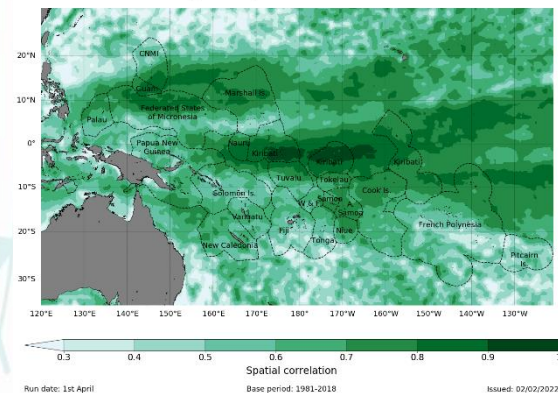 20°N
10°N
0°
10°S
20°S
30°S
CNMI
Guam
Marshall Is.
Federated States
of Micronesia
Palau
Papua New
Guinea
Nauru
Kiribati
Kiribati
Kiribati
Tuvalu
Tokelau
Solomon Is.
Cook Is.
W & F
Samoa
A.
Samoa
Vanuatu
French Polynesia
Fiji
Niue
Tonga
New Caledonia
Pitcairn
Is.
120°E 130°E 140°E 150°E 160°E 170°E 180° 170°W 160°W 150°W 140°W 130°W
0.3 0.4 0.5 0.6 0.7 0.8 0.9 1
Spatial correlation
Run date: 1st April Base period: 1981-2018 Issued: 02/02/2022